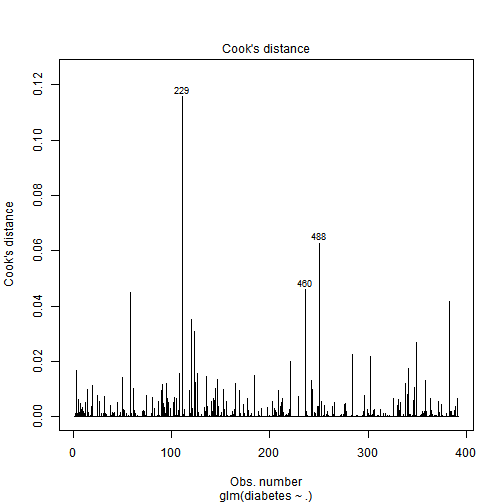 Cook's distance
Cook's distance
0.00
0.02
0.04
0.06
0.08
0.10
0.12
229
488
460
0 100 200 300 400
Obs. number
glm(diabetes ~ .)